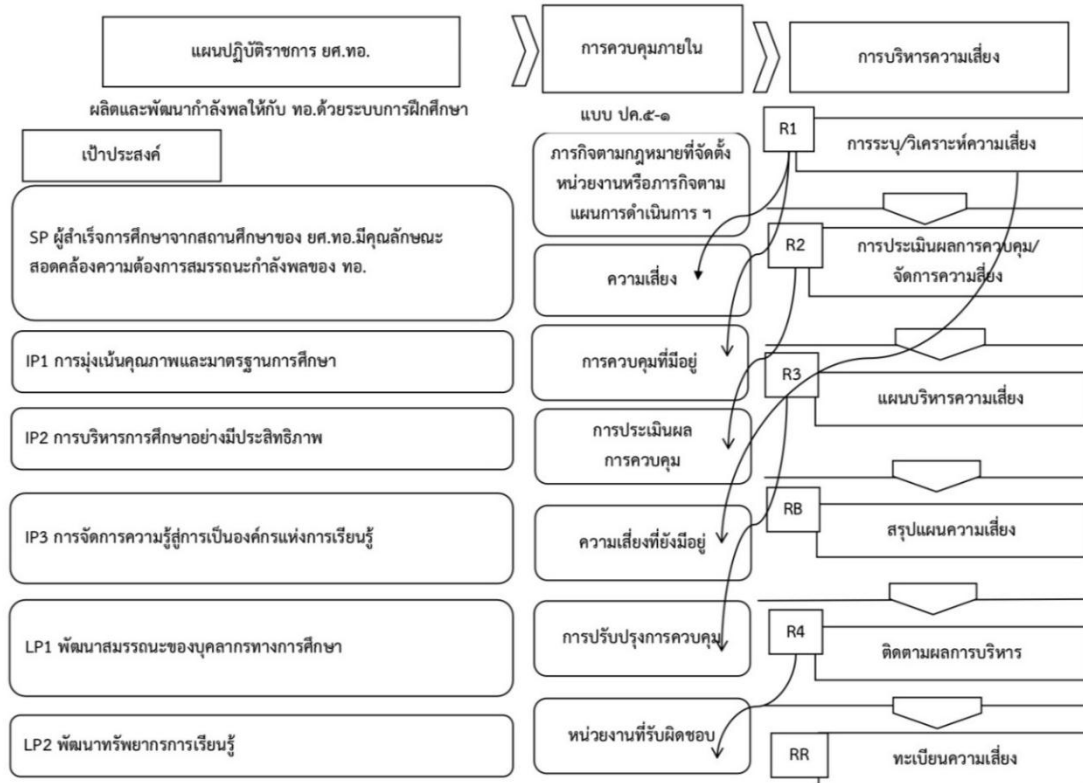 แผนปฏิบัติราชการ ยศ.ทอ.
การควบคุมภายใน
การบริหารความเสี่ยง
ผลิตและพัฒนากำลังพลให้กับ ทอ.ด้วยระบบการฝึกศึกษา
แบบ ปค.๕-๑
เป้าประสงค์
SP ผู้สำเร็จการศึกษาจากสถานศึกษาของ ยศ.ทอ.มีคุณลักษณะ
สอดคล้องความต้องการสมรรถนะกำลังพลของ ทอ.
IP1 การมุ่งเน้นคุณภาพและมาตรฐานการศึกษา
IP2 การบริหารการศึกษาอย่างมีประสิทธิภาพ
IP3 การจัดการความรู้สู่การเป็นองค์กรแห่งการเรียนรู้
LP1 พัฒนาสมรรถนะของบุคลากรทางการศึกษา
LP2 พัฒนาทรัพยากรการเรียนรู้
ภารกิจตามกฎหมายที่จัดตั้ง
หน่วยงานหรือภารกิจตาม
แผนการดำเนินการ ฯ
ความเสี่ยง
การควบคุมที่มีอยู่
การประเมินผล
การควบคุม
ความเสี่ยงที่ยังมีอยู่
การปรับปรุงการควบคุม
หน่วยงานที่รับผิดชอบ
R1
การระบุ/วิเคราะห์ความเสี่ยง
R2
การประเมินผลการควบคุม/
จัดการความเสี่ยง
R3
แผนบริหารความเสี่ยง
RB
สรุปแผนความเสี่ยง
R4
ติดตามผลการบริหาร
RR
ทะเบียนความเสี่ยง